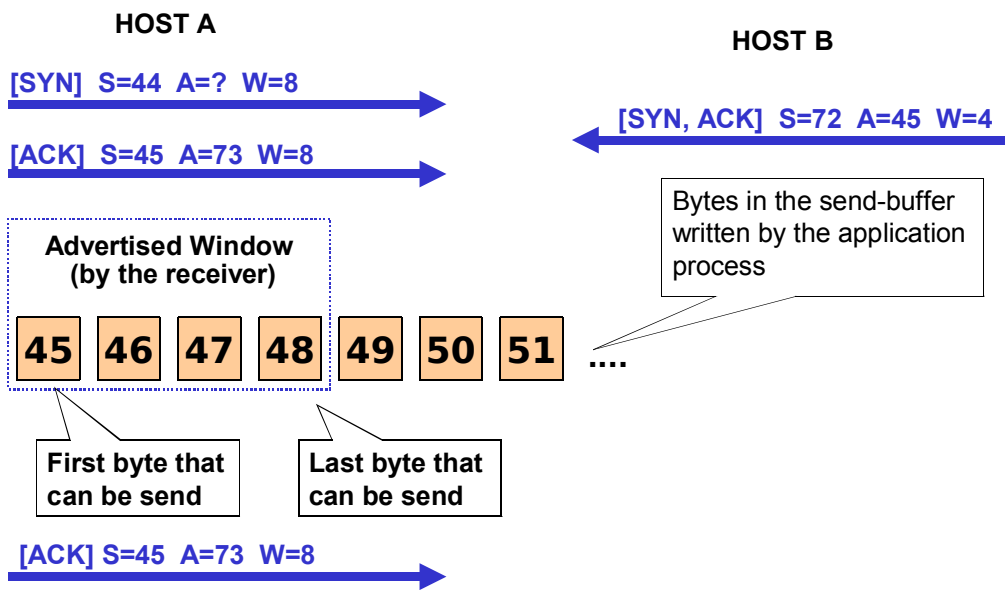 HOST A
HOST B
[SYN] S=44 A=? W=8
[SYN, ACK] S=72 A=45 W=4
[ACK] S=45 A=73 W=8
Bytes in the send-buffer
written by the application
process
Advertised Window
(by the receiver)
45 46 47 48 49 50 51 ....
First byte that
can be send
Last byte that
can be send
[ACK] S=45 A=73 W=8